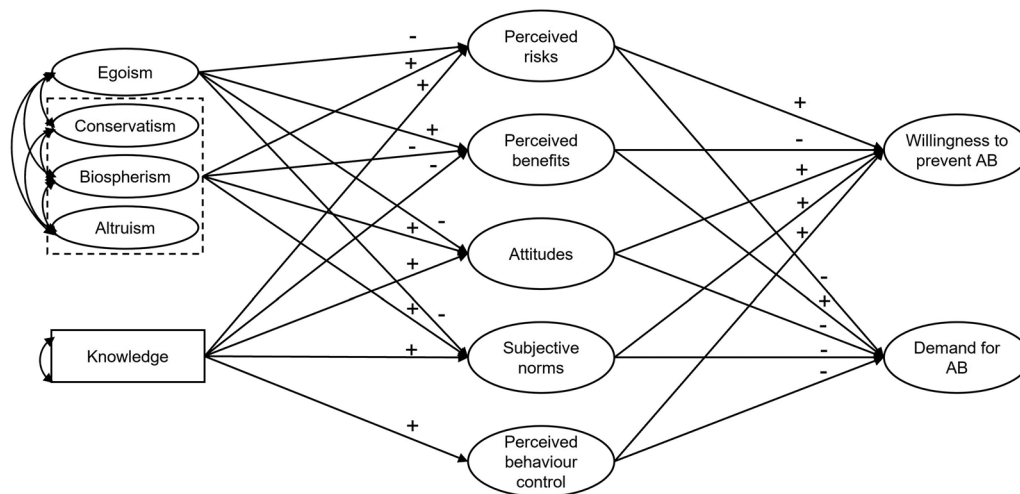 Egoism
Conservatism
Biospherism
Altruism
Knowledge
-
+
+
+
-
-
-
+
+
+
-
+
+
Perceived
risks
Perceived
benefits
Attitudes
Subjective
norms
Perceived
behaviour
control
+
-
+
+
+
-
+
-
-
-
Willingness to
prevent AB
Demand for
AB